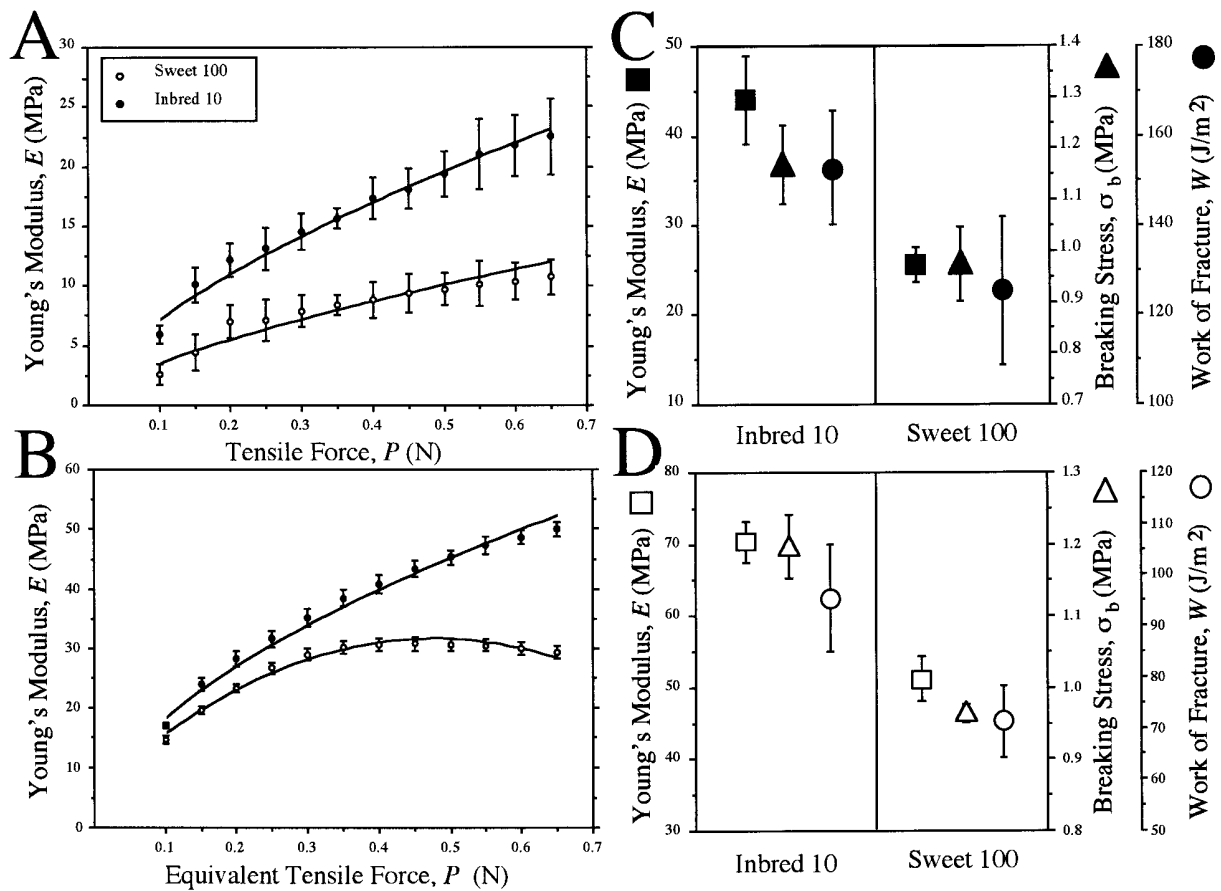 A
Young's Modulus, E (MPa)
30
25
20
15
10
5
0
Sweet 100
Inbred 10
0.1 0.2 0.3 0.4 0.5 0.6 0.7
Tensile Force, P (N)
B
Young's Modulus, E (MPa)
60
50
40
30
20
10
0
0.1 0.2 0.3 0.4 0.5 0.6 0.7
Equivalent Tensile Force, P (N)
C
Young's Modulus, E (MPa)
50
40
30
20
10
Inbred 10 Sweet 100
1.4
1.3
1.2
1.1
1.0
0.9
0.8
0.7
Breaking Stress, σb (MPa)
180
160
140
120
100
Work of Fracture, W (J/m2)
D
Young's Modulus, E (MPa)
80
70
60
50
40
30
Inbred 10 Sweet 100
1.3
1.2
1.1
1.0
0.9
0.8
Breaking Stress, σb (MPa)
120
110
100
90
80
70
60
50
Work of Fracture, W (J/m2)